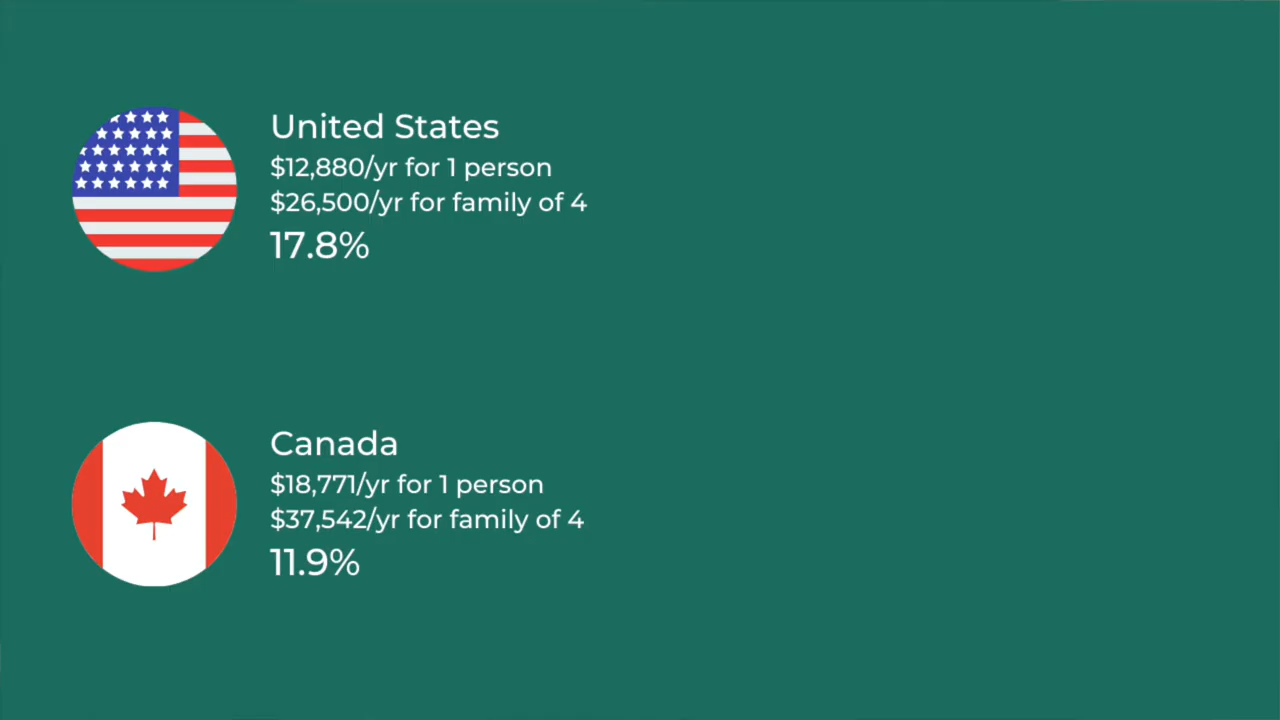 United States
$12,880/yr for 1 person
$26,500/yr for family of 4
17.8%
Canada
$18,771/yr for 1 person
$37,542/yr for family of 4
11.9%